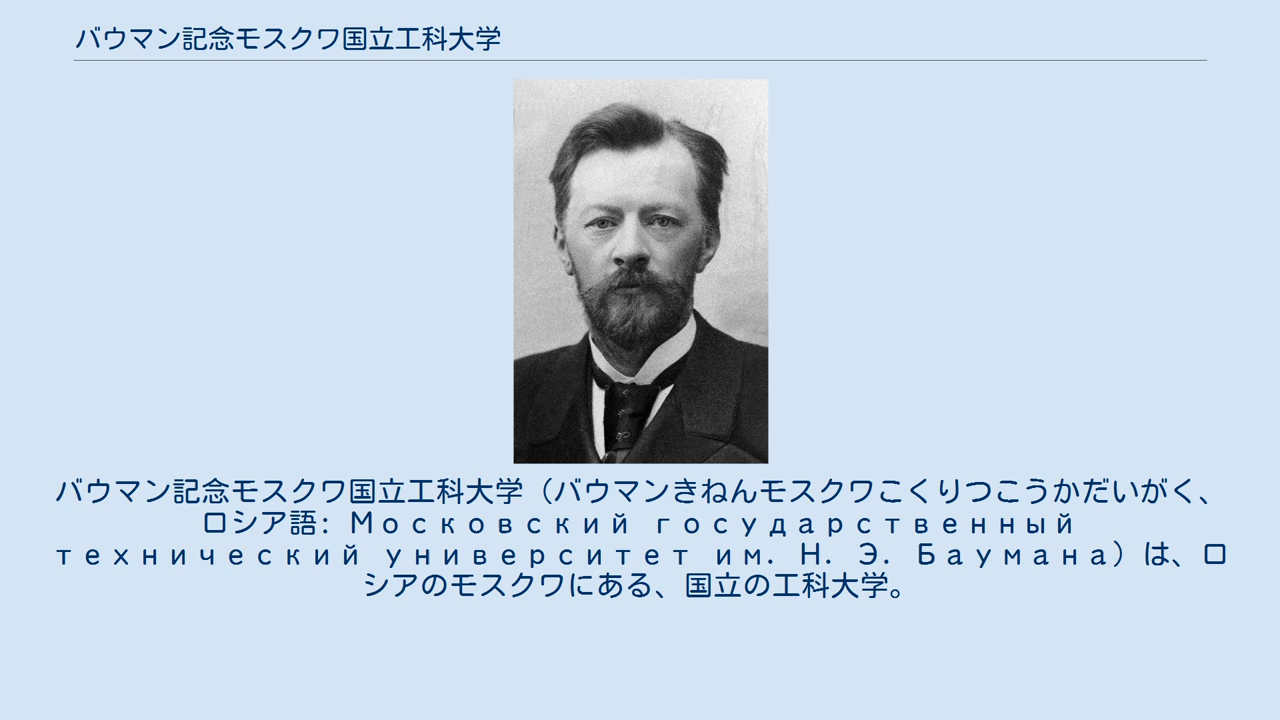 バウマン記念モスクワ国立工科大学
バウマン記念モスクワ国立工科大学（バウマンきねんモスクワこくりつこうかだいがく、
ロシア語: Московский государственный
технический университет им. Н. Э. Баумана）は、ロ
シアのモスクワにある、国立の工科大学。